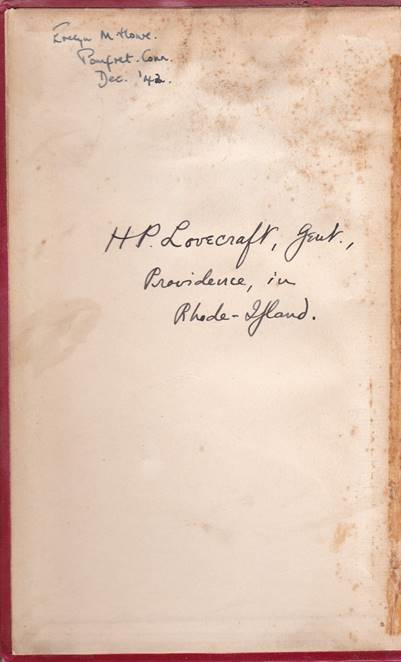 Evelyn M Howe.
Pomfret. Conn.
Dec. '42.
H.P. Lovecraft, Gent.,
Providence, in
Rhode-Iſland.